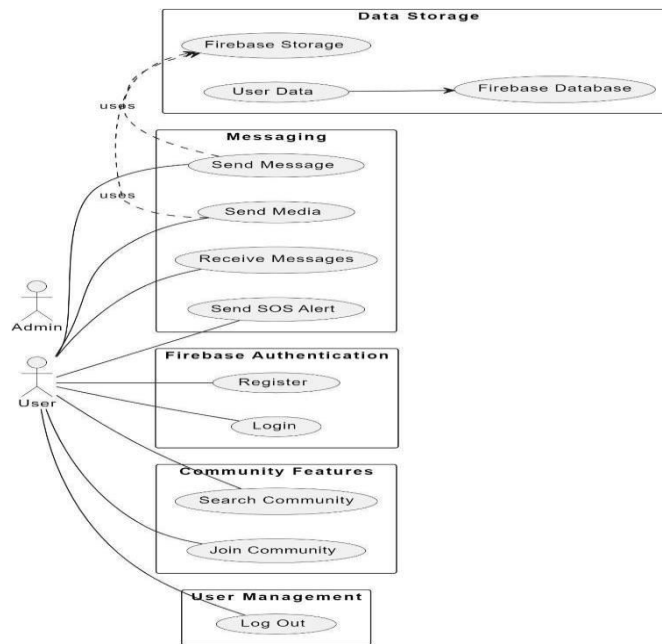 Data Storage
Firebase Storage
User Data
Firebase Database
uses
Messaging
Send Message
uses
Send Media
Receive Messages
Send SOS Alert
Admin
Firebase Authentication
Register
User
Login
Community Features
Search Community
Join Community
User Management
Log Out